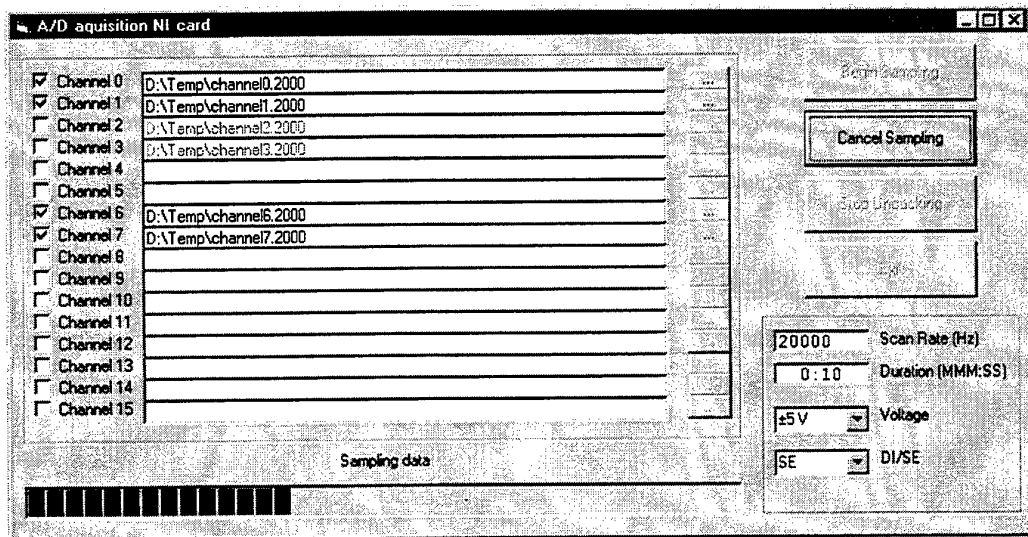 A/D aquisition NI card
Channel 0 D:\Temp\channel0.2000 ...
Channel 1 D:\Temp\channel1.2000 ...
Channel 2 D:\Temp\channel2.2000
Channel 3 D:\Temp\channel3.2000
Channel 4
Channel 5
Channel 6 D:\Temp\channel6.2000 ...
Channel 7 D:\Temp\channel7.2000 ...
Channel 8
Channel 9
Channel 10
Channel 11
Channel 12
Channel 13
Channel 14
Channel 15
Sampling data
Begin Sampling
Cancel Sampling
Stop Unpacking
Exit
20000 Scan Rate (Hz)
0:10 Duration (MMM:SS)
±5 V Voltage
SE DI/SE